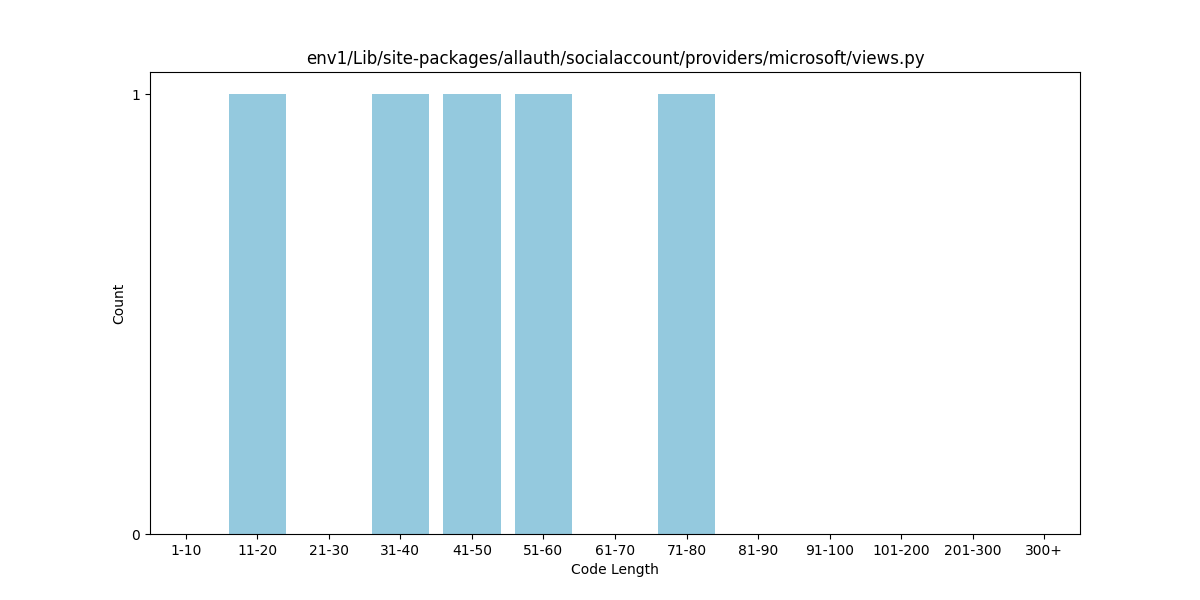 env1/Lib/site-packages/allauth/socialaccount/providers/microsoft/views.py
1
Count
0
1-10 11-20 21-30 31-40 41-50 51-60 61-70 71-80 81-90 91-100 101-200 201-300 300+
Code Length